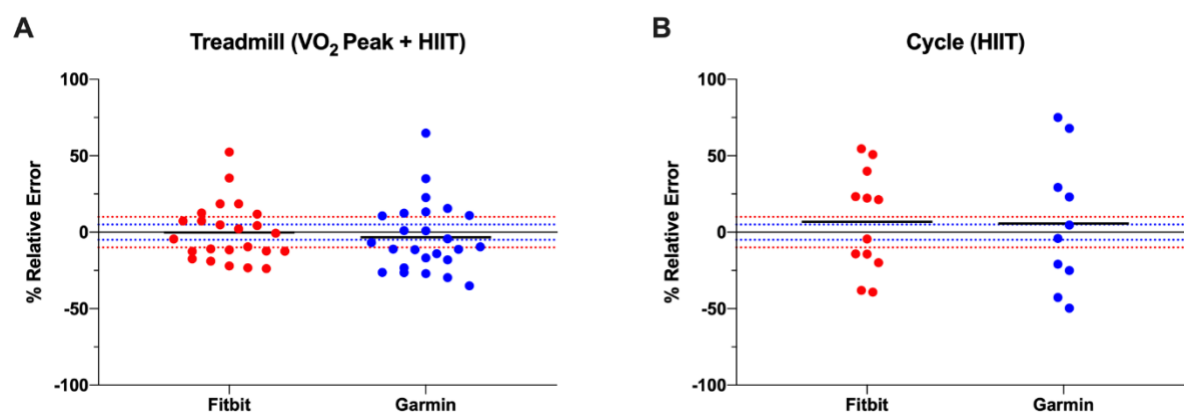 A
Treadmill (VO2 Peak + HIIT)
% Relative Error
100
50
0
-50
-100
Fitbit
Garmin
B
Cycle (HIIT)
% Relative Error
100
50
0
-50
-100
Fitbit
Garmin